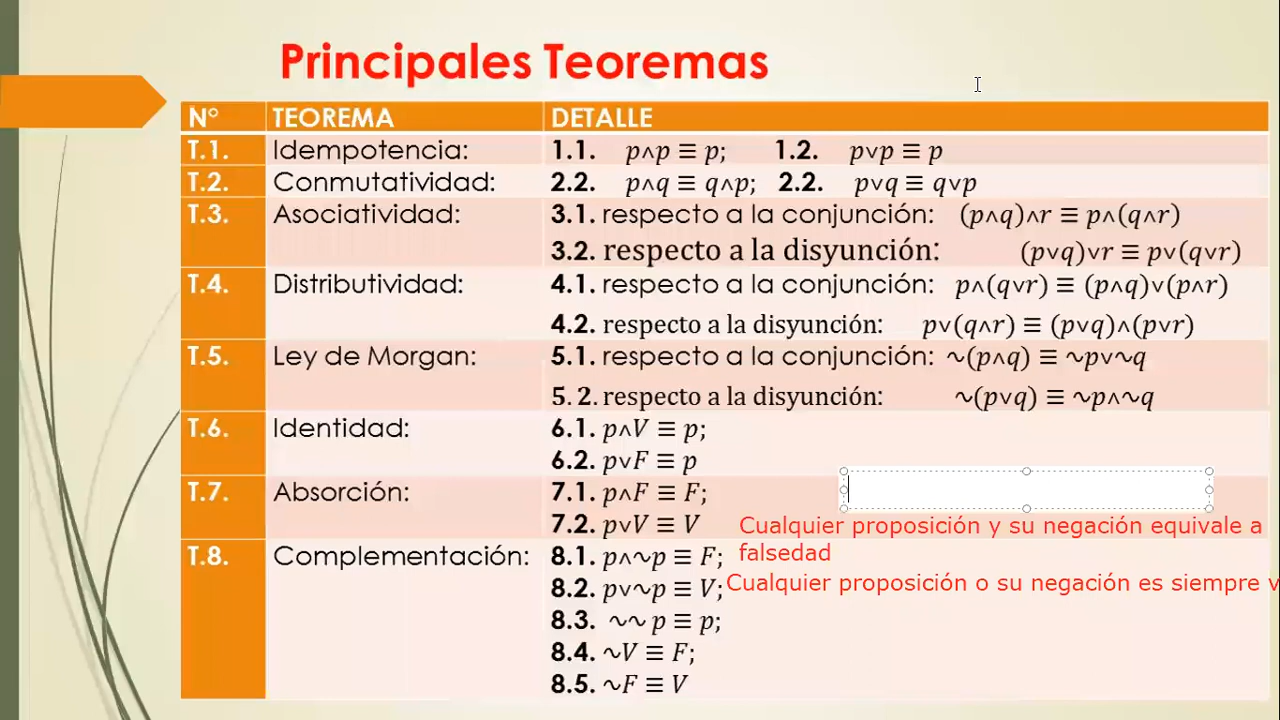 Principales Teoremas
N° TEOREMA DETALLE
T.1. Idempotencia: 1.1. p∧p ≡ p; 1.2. p∨p ≡ p
T.2. Conmutatividad: 2.2. p∧q ≡ q∧p; 2.2. p∨q ≡ q∨p
T.3. Asociatividad: 3.1. respecto a la conjunción: (p∧q)∧r ≡ p∧(q∧r)
3.2. respecto a la disyunción: (p∨q)∨r ≡ p∨(q∨r)
T.4. Distributividad: 4.1. respecto a la conjunción: p∧(q∨r) ≡ (p∧q)∨(p∧r)
4.2. respecto a la disyunción: p∨(q∧r) ≡ (p∨q)∧(p∨r)
T.5. Ley de Morgan: 5.1. respecto a la conjunción: ∼(p∧q) ≡ ∼p∨∼q
5.2. respecto a la disyunción: ∼(p∨q) ≡ ∼p∧∼q
T.6. Identidad: 6.1. p∧V ≡ p;
6.2. p∨F ≡ p
T.7. Absorción: 7.1. p∧F ≡ F;
7.2. p∨V ≡ V
Cualquier proposición y su negación equivale a
falsedad
T.8. Complementación: 8.1. p∧∼p ≡ F;
8.2. p∨∼p ≡ V; Cualquier proposición o su negación es siempre v
8.3. ∼∼p ≡ p;
8.4. ∼V ≡ F;
8.5. ∼F ≡ V